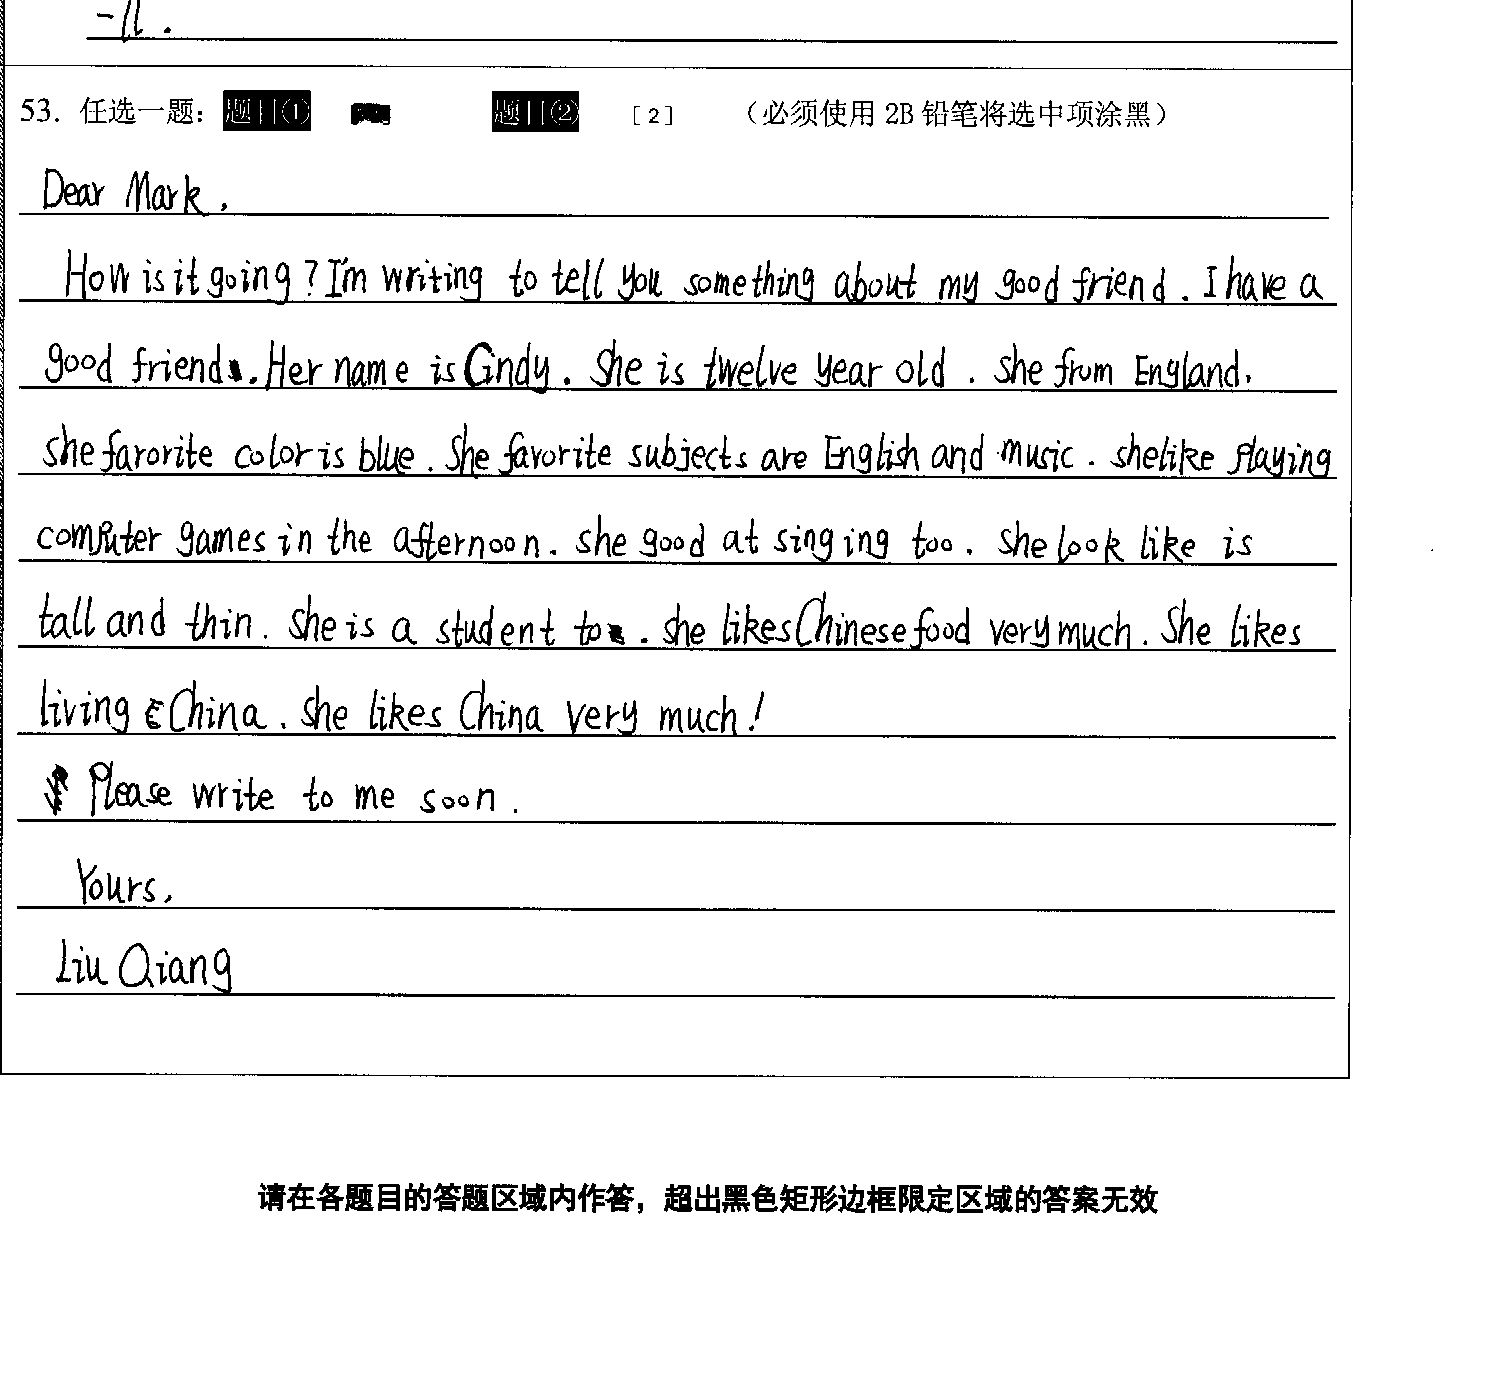 53. 任选一题: 题目① 题目② [2] (必须使用 2B 铅笔将选中项涂黑)
Dear Mark,
How is it going? I'm writing to tell you something about my good friend. I have a
good friend. Her name is Cindy. She is twelve year old. she from England.
she farorite color is blue. She favorite subjects are English and music. she like playing
computer games in the afternoon. she good at singing too. she look like is
tall and thin. She is a student to. she likes Chinese food very much. She likes
living China. she likes China very much!
Please write to me soon.
Yours,
Liu Qiang
请在各题目的答题区域内作答，超出黑色矩形边框限定区域的答案无效